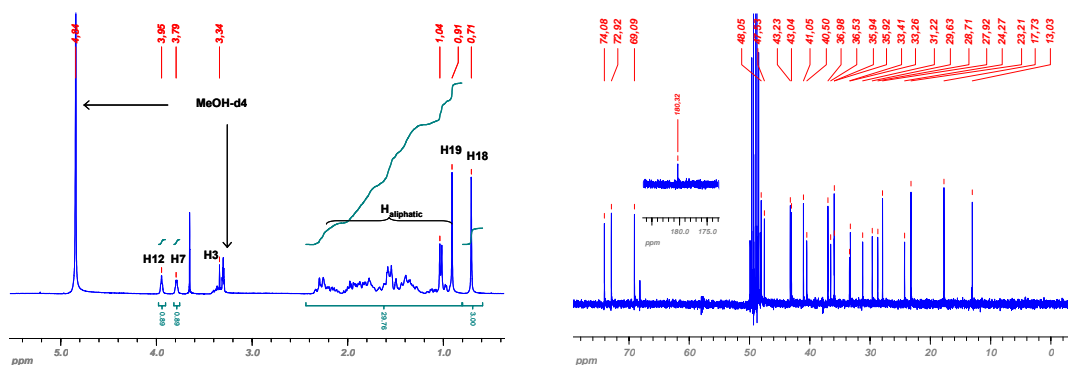 4,84 3,95 3,79 3,34 1,04 0,91 0,71
MeOH-d4
H19
H18
H aliphatic
H12 H7 H3
0.89 0.89 29.76 3.00
5.0 4.0 3.0 2.0 1.0
ppm
74,08 72,92 69,09 48,05 47,53 43,23 43,04 41,05 40,50 36,98 36,53 35,94 35,92 33,41 33,26 31,22 29,63 28,71 27,92 24,27 23,21 17,73 13,03
180,32
ppm 180.0 175.0
70 60 50 40 30 20 10 0
ppm